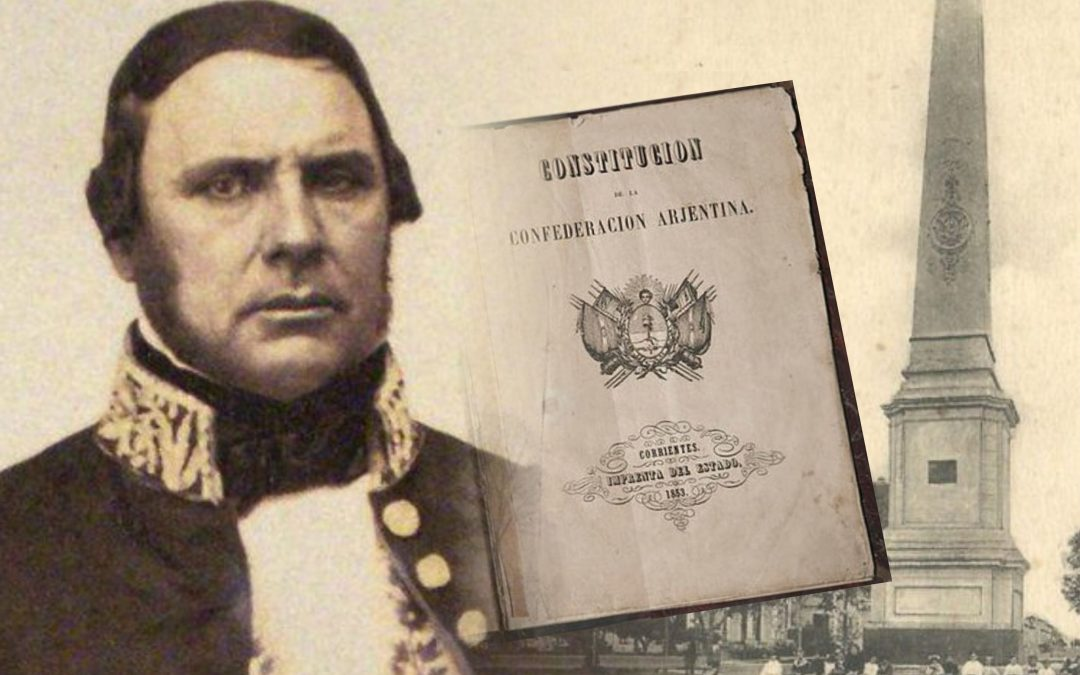 CONSTITUCION
DE LA
CONFEDERACION ARJENTINA.
CORRIENTES.
IMPRENTA DEL ESTADO.
1853.